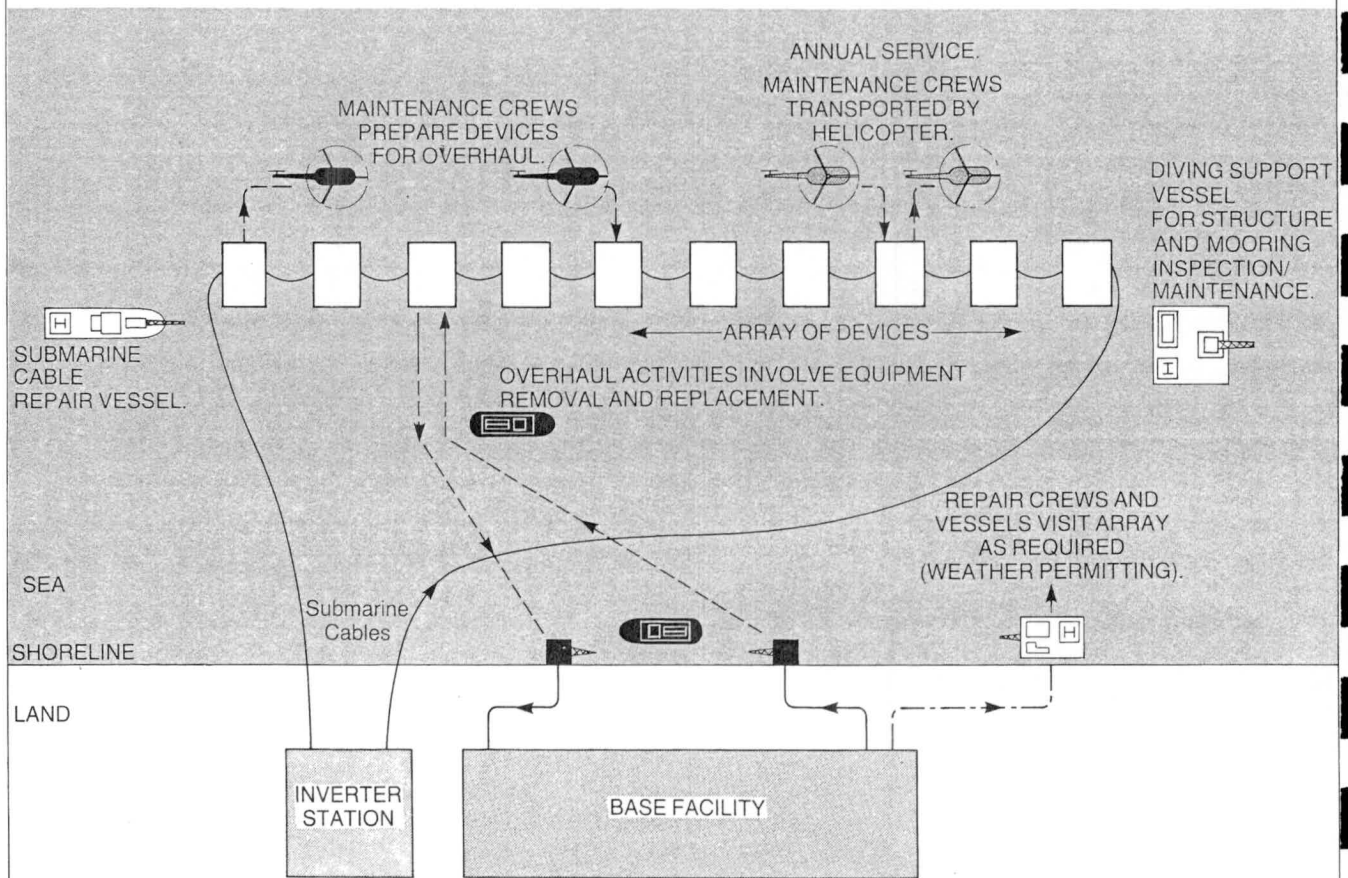 ANNUAL SERVICE.
MAINTENANCE CREWS
TRANSPORTED BY
HELICOPTER.
MAINTENANCE CREWS
PREPARE DEVICES
FOR OVERHAUL.
DIVING SUPPORT
VESSEL
FOR STRUCTURE
AND MOORING
INSPECTION/
MAINTENANCE.
H
SUBMARINE
CABLE
REPAIR VESSEL.
ARRAY OF DEVICES
H
OVERHAUL ACTIVITIES INVOLVE EQUIPMENT
REMOVAL AND REPLACEMENT.
REPAIR CREWS AND
VESSELS VISIT ARRAY
AS REQUIRED
(WEATHER PERMITTING).
SEA
Submarine
Cables
H
SHORELINE
LAND
INVERTER
STATION
BASE FACILITY